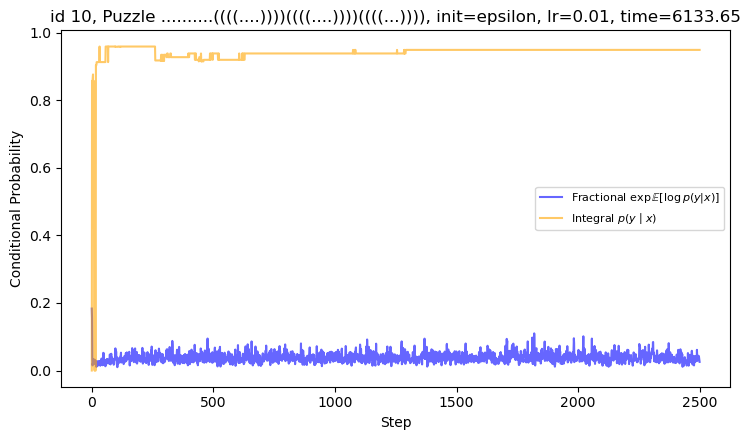 id 10, Puzzle ..........((((....))))((((....))))((((...)))), init=epsilon, lr=0.01, time=6133.65
Conditional Probability
1.0
0.8
0.6
0.4
0.2
0.0
Fractional exp𝔼[log p(y|x)]
Integral p(y | x)
0 500 1000 1500 2000 2500
Step